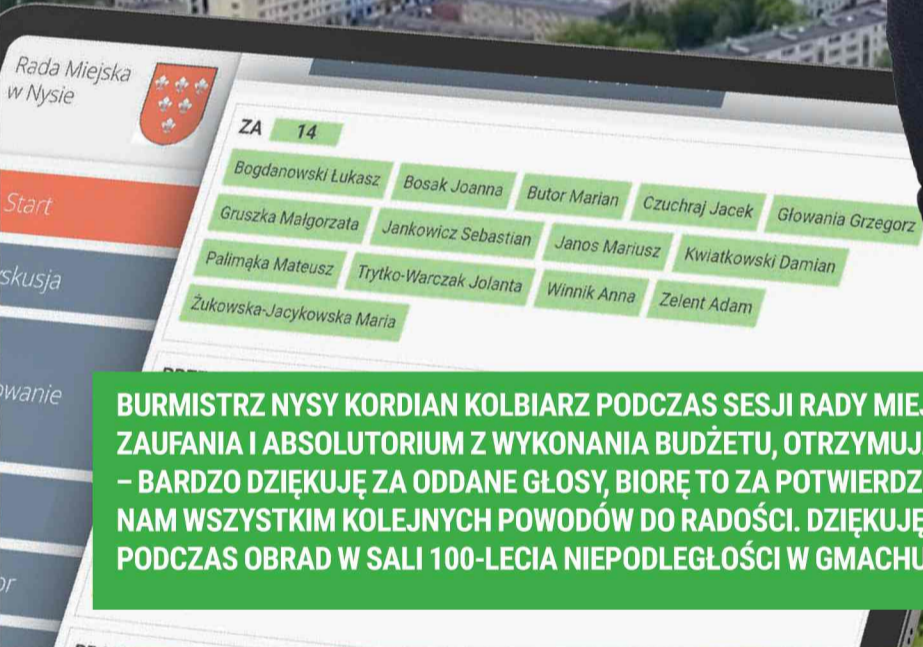 Rada Miejska
w Nysie
ZA 14
Bogdanowski Łukasz Bosak Joanna Butor Marian Czuchraj Jacek Głowania Grzegorz
Gruszka Małgorzata Jankowicz Sebastian Janos Mariusz Kwiatkowski Damian
Palimąka Mateusz Trytko-Warczak Jolanta Winnik Anna Zelent Adam
Żukowska-Jacykowska Maria
Start
skusja
owanie
or
BURMISTRZ NYSY KORDIAN KOLBIARZ PODCZAS SESJI RADY MIEJ
ZAUFANIA I ABSOLUTORIUM Z WYKONANIA BUDŻETU, OTRZYMUJ
– BARDZO DZIĘKUJĘ ZA ODDANE GŁOSY, BIORĘ TO ZA POTWIERDZ
NAM WSZYSTKIM KOLEJNYCH POWODÓW DO RADOŚCI. DZIĘKUJĘ
PODCZAS OBRAD W SALI 100-LECIA NIEPODLEGŁOŚCI W GMACHU